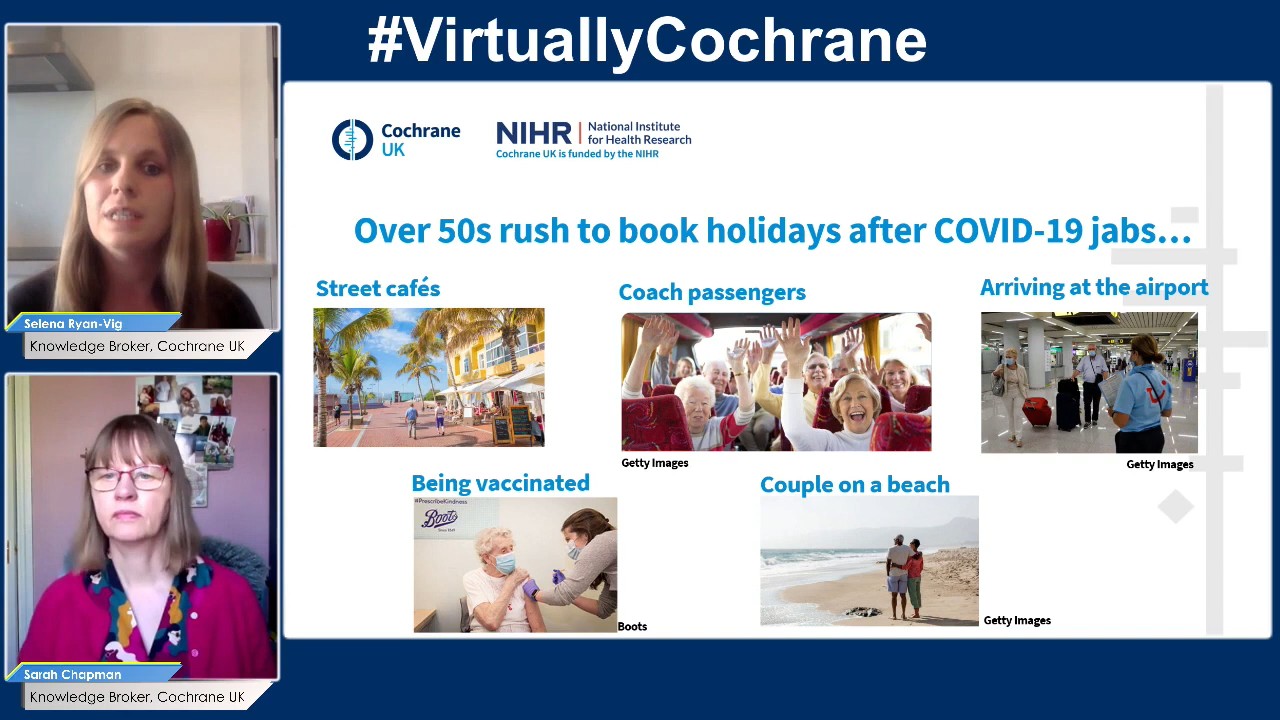 #VirtuallyCochrane
Cochrane
UK
NIHR | National Institute
for Health Research
Cochrane UK is funded by the NIHR
Over 50s rush to book holidays after COVID-19 jabs...
Street cafés
Coach passengers
Arriving at the airport
Getty Images
Getty Images
Being vaccinated
#PrescribeKindness
Boots
Boots
Couple on a beach
Getty Images
Selena Ryan-Vig
Knowledge Broker, Cochrane UK
Sarah Chapman
Knowledge Broker, Cochrane UK